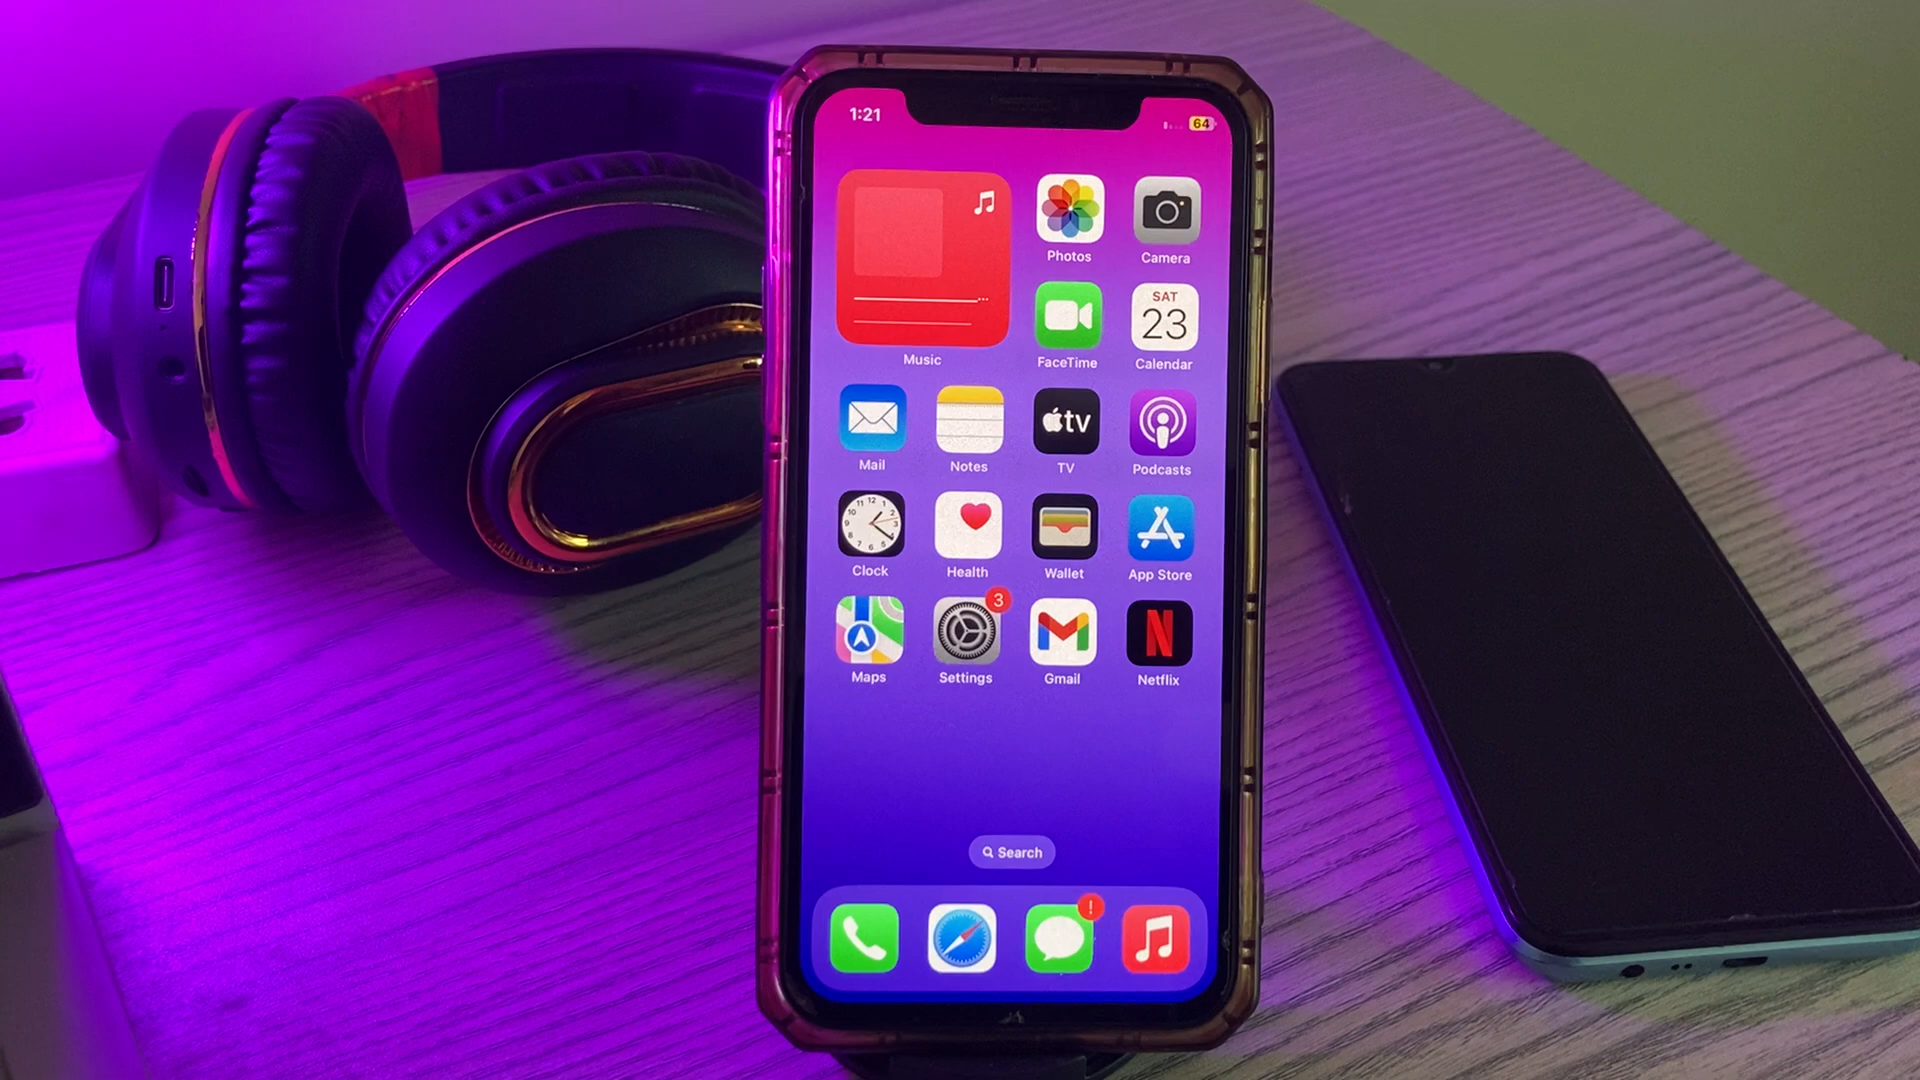 1:21
64
Music
Photos
Camera
FaceTime
SAT
23
Calendar
Mail
Notes
tv
TV
Podcasts
Clock
Health
Wallet
App Store
3
Maps
Settings
Gmail
N
Netflix
Search
!